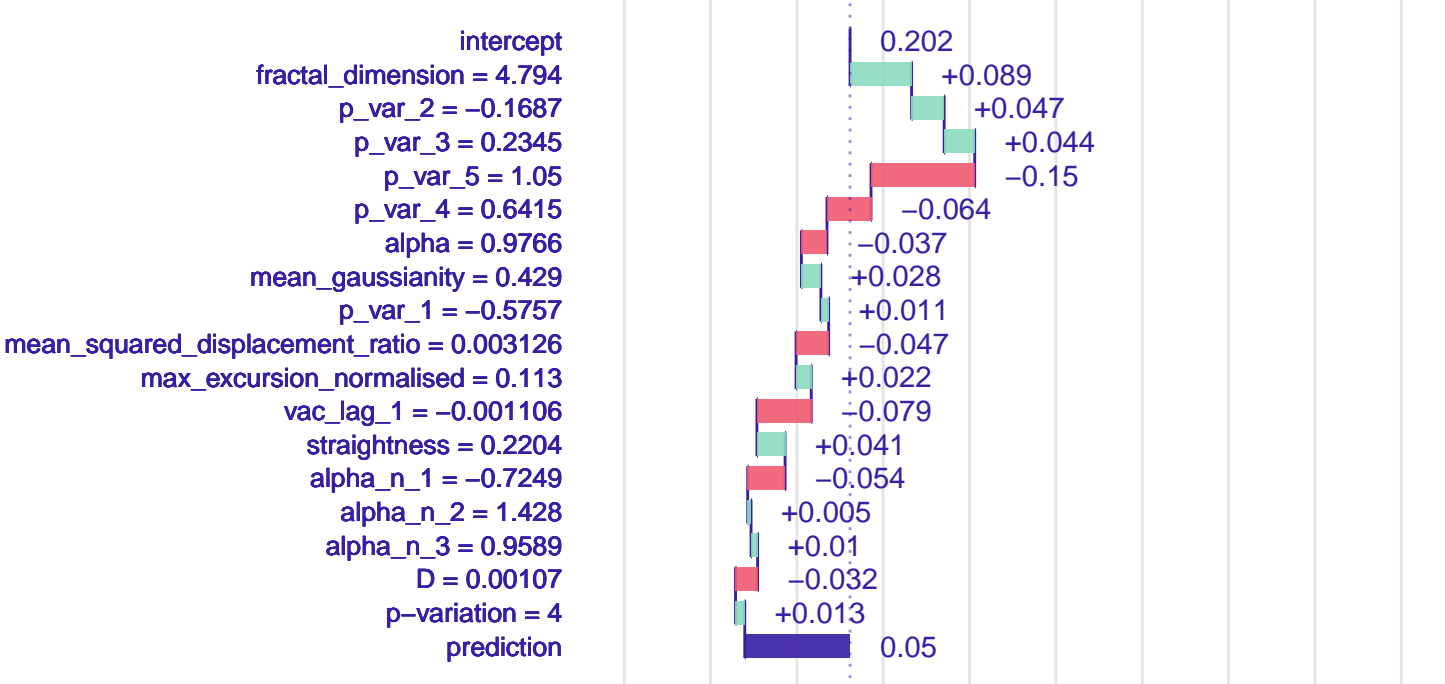 intercept 0.202
fractal_dimension = 4.794 +0.089
p_var_2 = −0.1687 +0.047
p_var_3 = 0.2345 +0.044
p_var_5 = 1.05 −0.15
p_var_4 = 0.6415 −0.064
alpha = 0.9766 −0.037
mean_gaussianity = 0.429 +0.028
p_var_1 = −0.5757 +0.011
mean_squared_displacement_ratio = 0.003126 −0.047
max_excursion_normalised = 0.113 +0.022
vac_lag_1 = −0.001106 −0.079
straightness = 0.2204 +0.041
alpha_n_1 = −0.7249 −0.054
alpha_n_2 = 1.428 +0.005
alpha_n_3 = 0.9589 +0.01
D = 0.00107 −0.032
p−variation = 4 +0.013
prediction 0.05